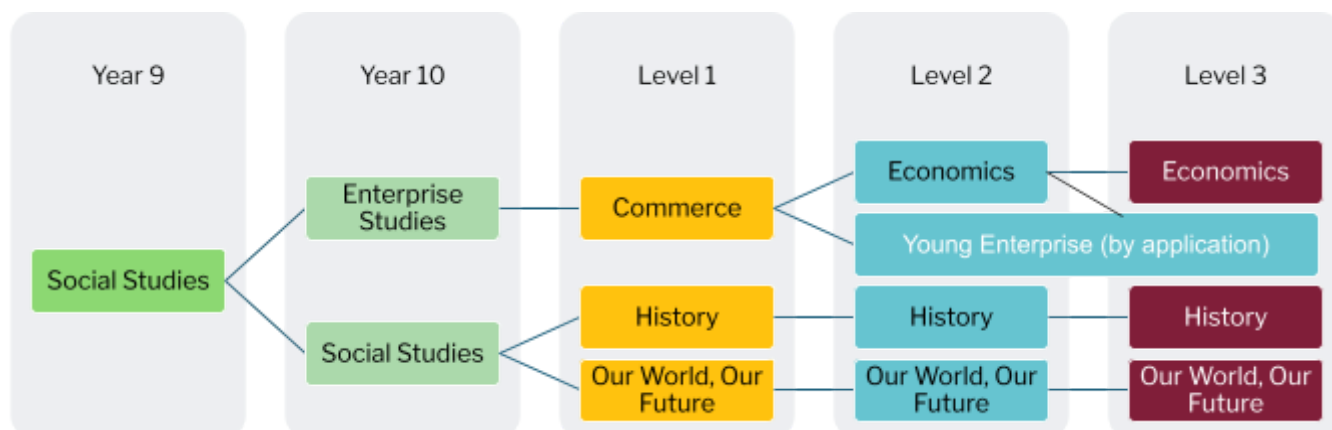 Year 9
Year 10
Level 1
Level 2
Level 3
Social Studies
Enterprise
Studies
Social Studies
Commerce
History
Our World, Our
Future
Economics
Young Enterprise (by application)
History
Our World, Our
Future
Economics
History
Our World, Our
Future